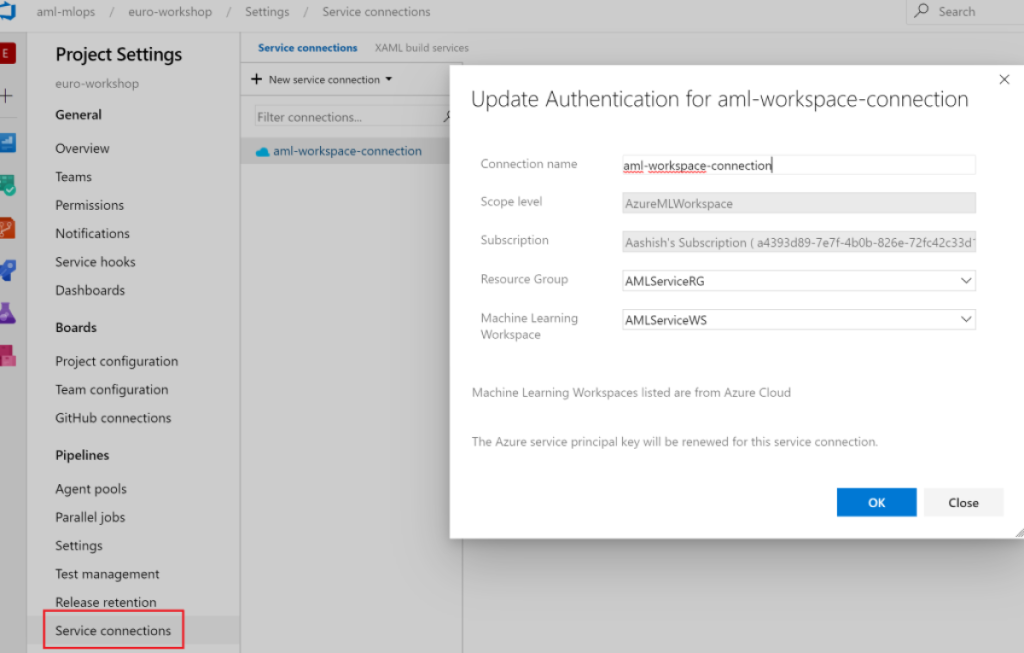 aml-mlops / euro-workshop / Settings / Service connections
Search
E
Project Settings
euro-workshop
General
Overview
Teams
Permissions
Notifications
Service hooks
Dashboards
Boards
Project configuration
Team configuration
GitHub connections
Pipelines
Agent pools
Parallel jobs
Settings
Test management
Release retention
Service connections
Service connections XAML build services
+ New service connection
Filter connections...
aml-workspace-connection
Update Authentication for aml-workspace-connection
Connection name
aml-workspace-connection
Scope level
AzureMLWorkspace
Subscription
Aashish's Subscription ( a4393d89-7e7f-4b0b-826e-72fc42c33d
Resource Group
AMLServiceRG
Machine Learning
Workspace
AMLServiceWS
Machine Learning Workspaces listed are from Azure Cloud
The Azure service principal key will be renewed for this service connection.
OK
Close